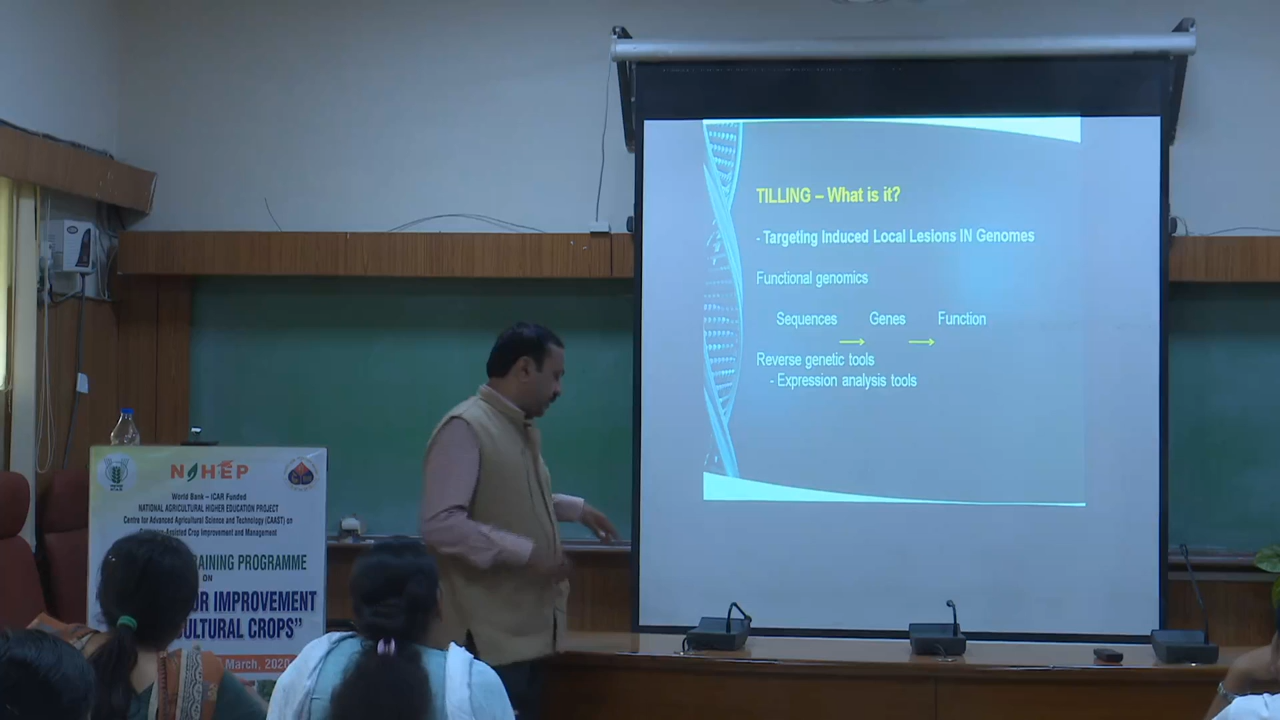 TILLING – What is it?
- Targeting Induced Local Lesions IN Genomes
Functional genomics
Sequences Genes Function
Reverse genetic tools
- Expression analysis tools
NAHEP
World Bank – ICAR Funded
NATIONAL AGRICULTURAL HIGHER EDUCATION PROJECT
Centre for Advanced Agricultural Science and Technology (CAAST) on
Assisted Crop Improvement and Management
AINING PROGRAMME
ON
OR IMPROVEMENT
CULTURAL CROPS”
March, 2020